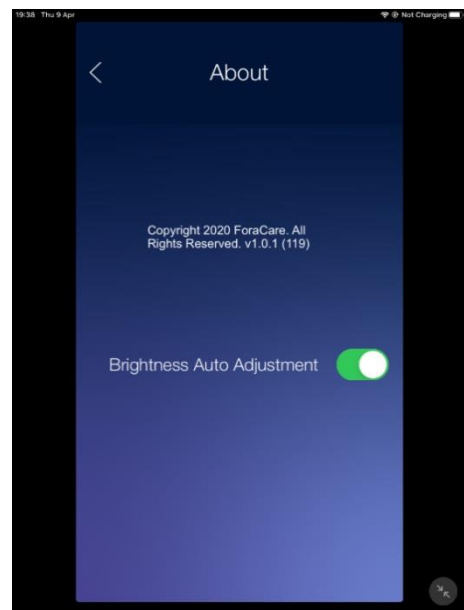 19:38 Thu 9 Apr
Not Charging
About
Copyright 2020 ForaCare. All
Rights Reserved. v1.0.1 (119)
Brightness Auto Adjustment